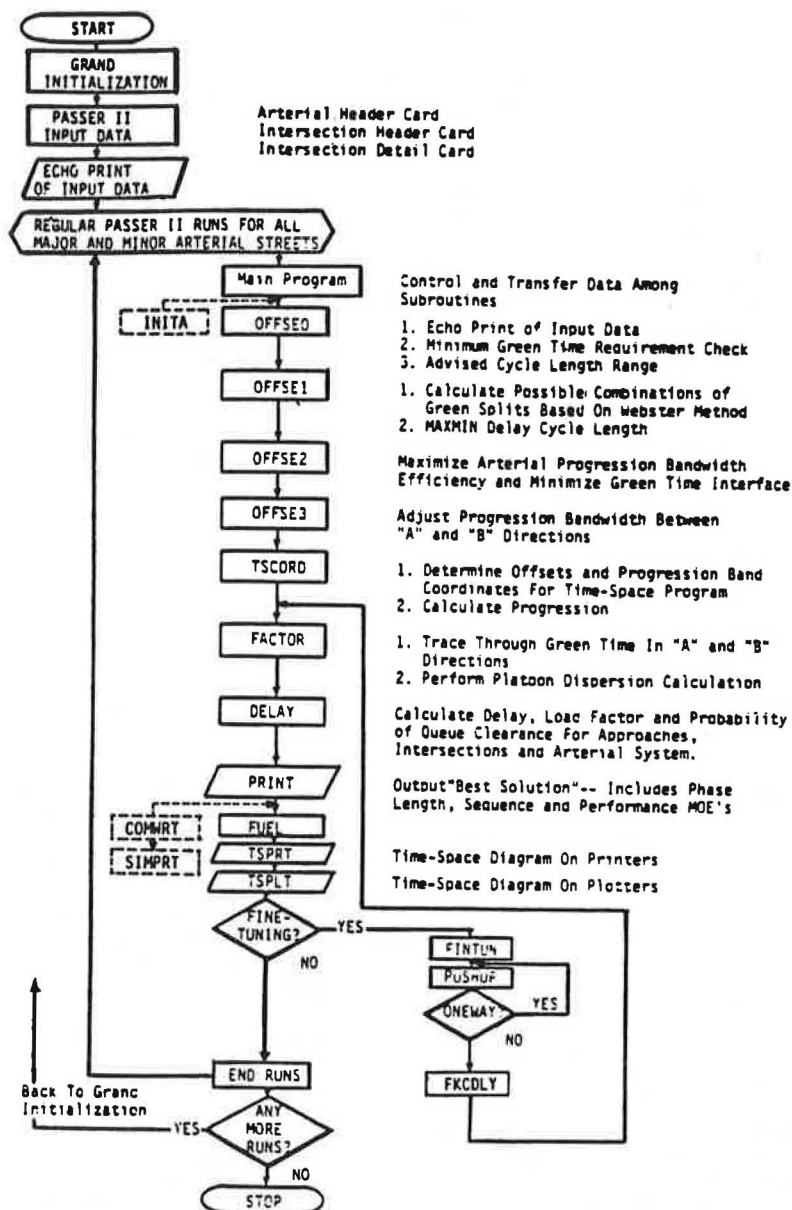 START
GRAND
INITIALIZATION
PASSER II
INPUT DATA
Arterial Header Card
Intersection Header Card
Intersection Detail Card
ECHO PRINT
OF INPUT DATA
REGULAR PASSER II RUNS FOR ALL
MAJOR AND MINOR ARTERIAL STREETS
Main Program
Control and Transfer Data Among
Subroutines
INITA
OFFSE0
1. Echo Print of Input Data
2. Minimum Green Time Requirement Check
3. Advised Cycle Length Range
OFFSE1
1. Calculate Possible Combinations of
Green Splits Based On Webster Method
2. MAXMIN Delay Cycle Length
OFFSE2
Maximize Arterial Progression Bandwidth
Efficiency and Minimize Green Time Interface
OFFSE3
Adjust Progression Bandwidth Between
"A" and "B" Directions
TSCORD
1. Determine Offsets and Progression Band
Coordinates For Time-Space Program
2. Calculate Progression
FACTOR
1. Trace Through Green Time In "A" and "B"
Directions
2. Perform Platoon Dispersion Calculation
DELAY
Calculate Delay, Load Factor and Probability
of Queue Clearance For Approaches,
Intersections and Arterial System.
PRINT
Output"Best Solution"-- Includes Phase
Length, Sequence and Performance MOE's
COMWRT
FUEL
SIMPRT
TSPRT
Time-Space Diagram On Printers
TSPLT
Time-Space Diagram On Plotters
FINE-
TUNING?
YES
NO
FINTUN
PUSHUP
ONEWAY?
YES
NO
FKCDLY
END RUNS
Back To Grand
Initialization
ANY
MORE
RUNS?
YES
NO
STOP